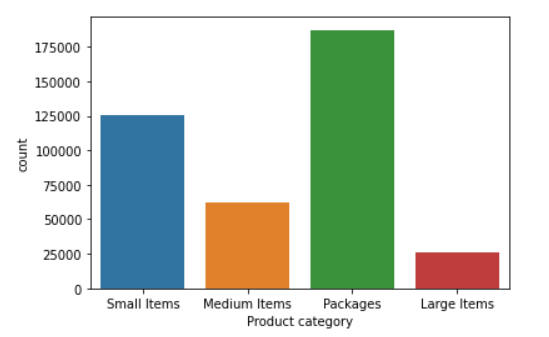 175000
150000
125000
100000
75000
50000
25000
0
count
Small Items Medium Items Packages Large Items
Product category